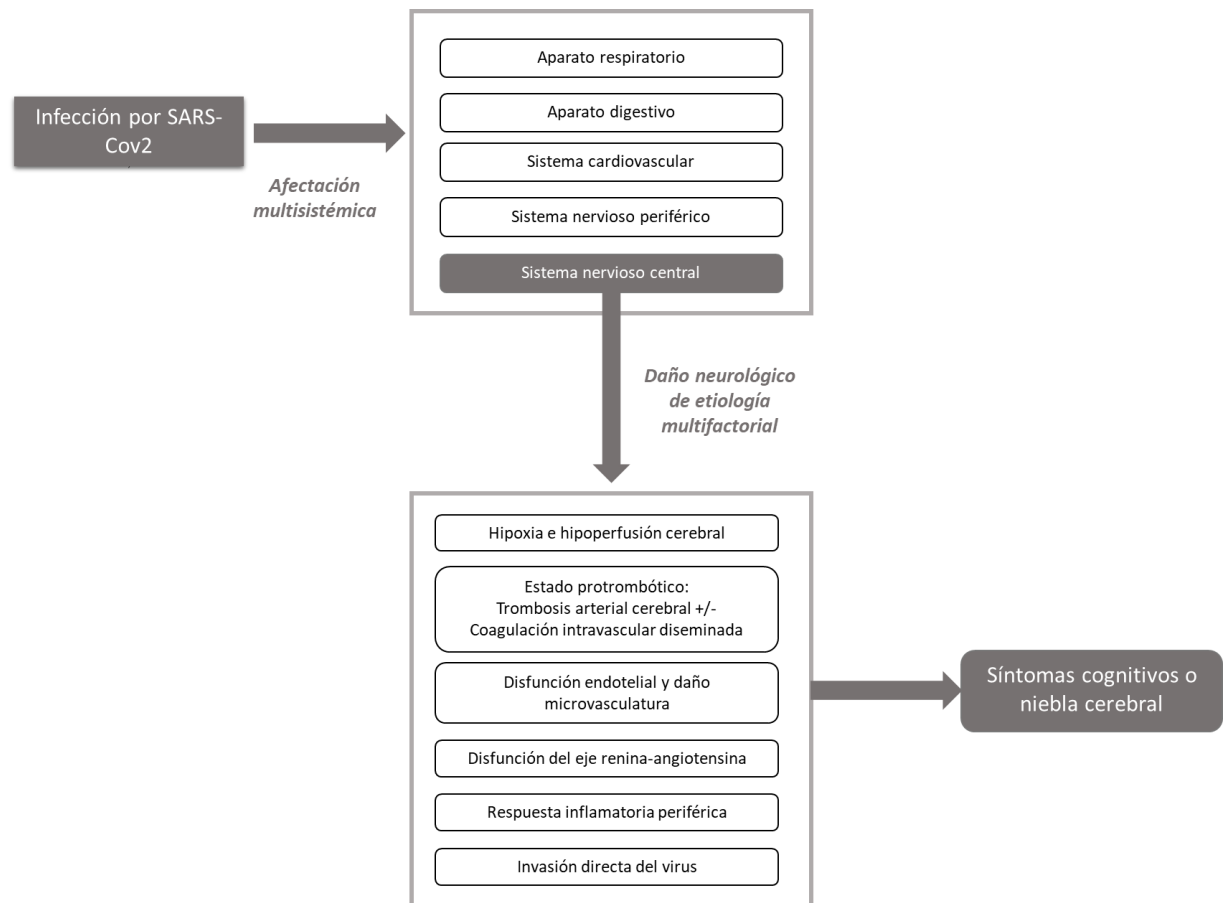 Infección por SARS-
Cov2
Afectación
multisistémica
Aparato respiratorio
Aparato digestivo
Sistema cardiovascular
Sistema nervioso periférico
Sistema nervioso central
Daño neurológico
de etiología
multifactorial
Hipoxia e hipoperfusión cerebral
Estado protrombótico:
Trombosis arterial cerebral +/-
Coagulación intravascular diseminada
Disfunción endotelial y daño
microvasculatura
Disfunción del eje renina-angiotensina
Respuesta inflamatoria periférica
Invasión directa del virus
Síntomas cognitivos o
niebla cerebral